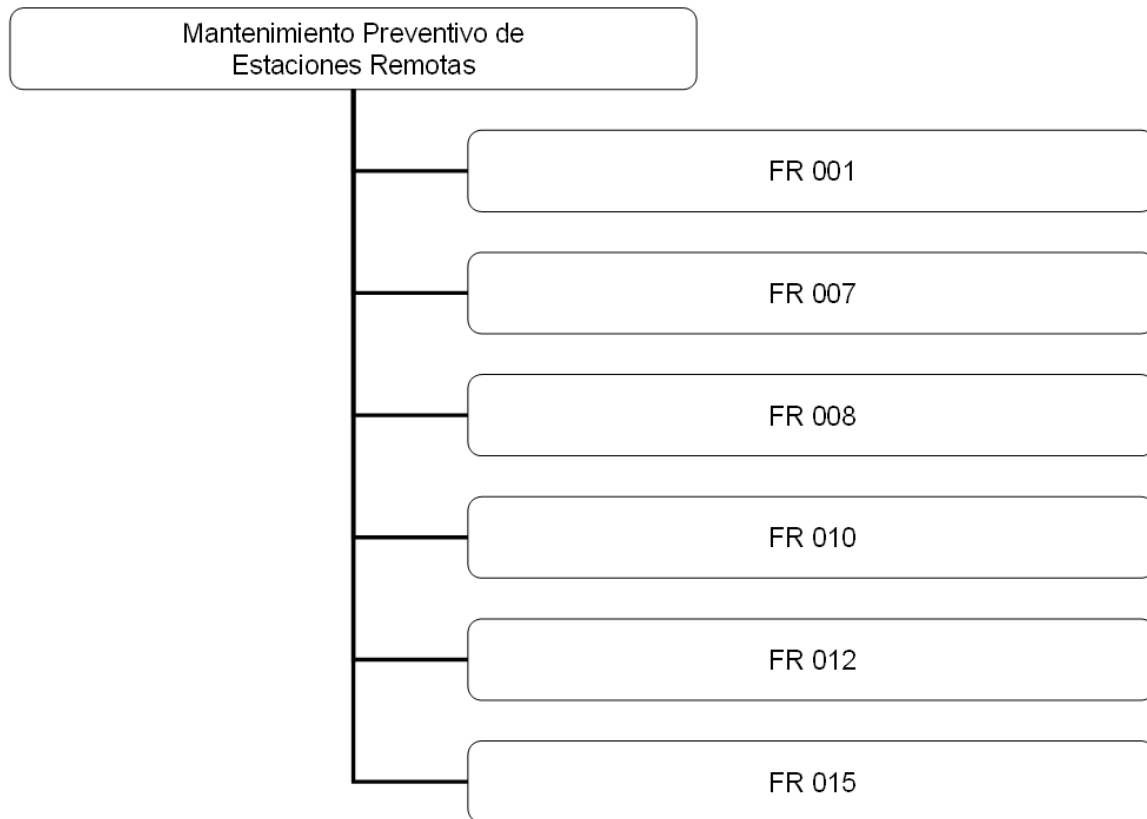 Mantenimiento Preventivo de
Estaciones Remotas
FR 001
FR 007
FR 008
FR 010
FR 012
FR 015